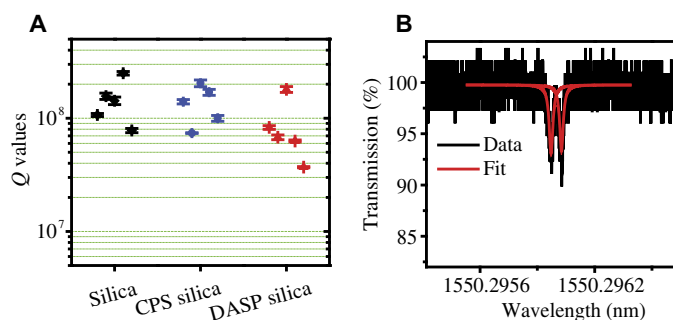 A
B
Q values
10⁸
10⁷
Silica
CPS silica
DASP silica
Transmission (%)
100
95
90
85
Data
Fit
1550.2956
1550.2962
Wavelength (nm)